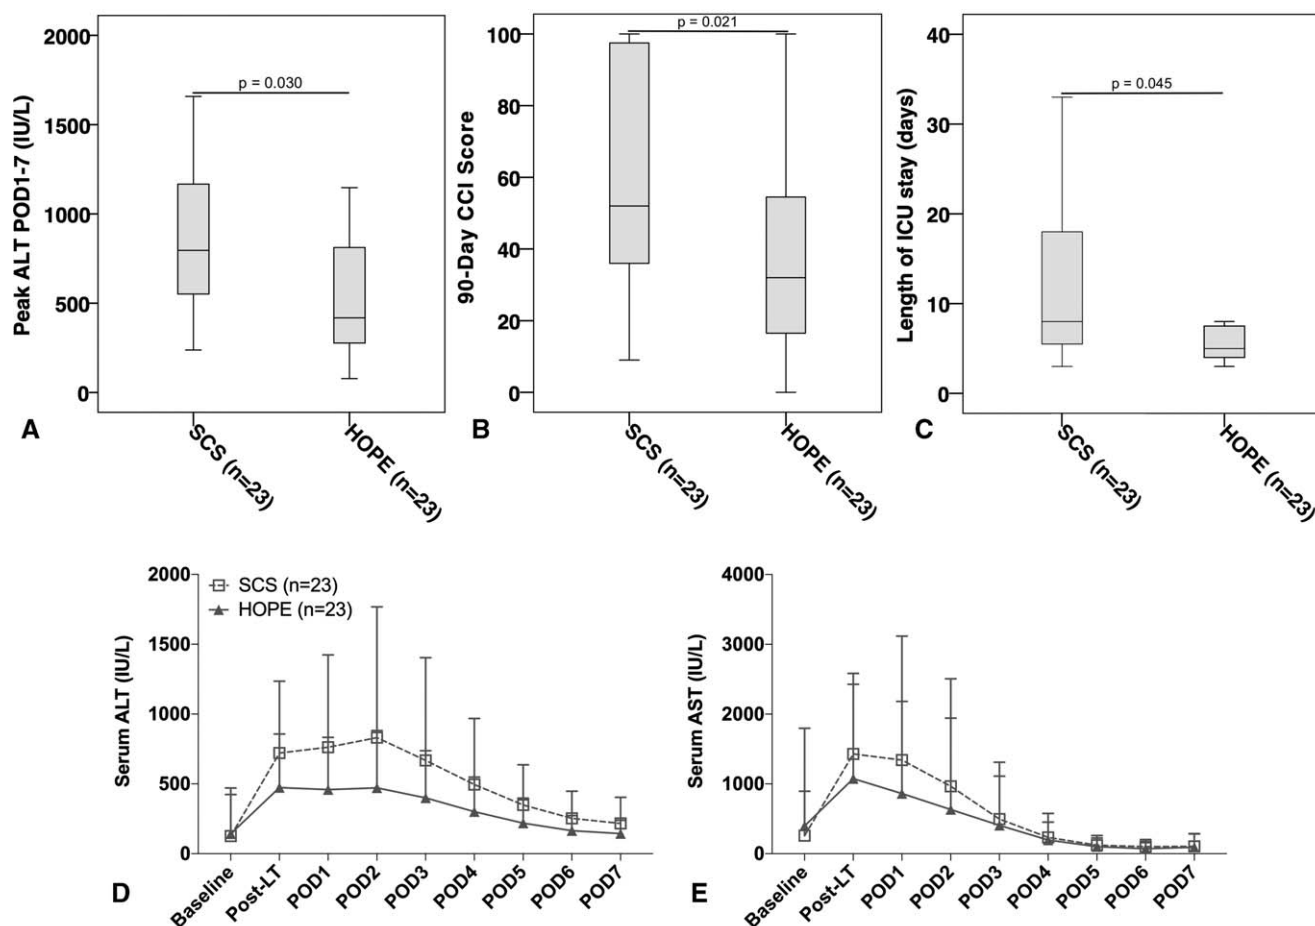 2000
1500
1000
500
0
Peak ALT POD1-7 (IU/L)
p = 0.030
SCS (n=23)
HOPE (n=23)
A
100
80
60
40
20
0
90-Day CCI Score
p = 0.021
SCS (n=23)
HOPE (n=23)
B
40
30
20
10
0
Length of ICU stay (days)
p = 0.045
SCS (n=23)
HOPE (n=23)
C
2000
1500
1000
500
0
Serum ALT (IU/L)
SCS (n=23)
HOPE (n=23)
Baseline
Post-LT
POD1
POD2
POD3
POD4
POD5
POD6
POD7
D
4000
3000
2000
1000
0
Serum AST (IU/L)
Baseline
Post-LT
POD1
POD2
POD3
POD4
POD5
POD6
POD7
E